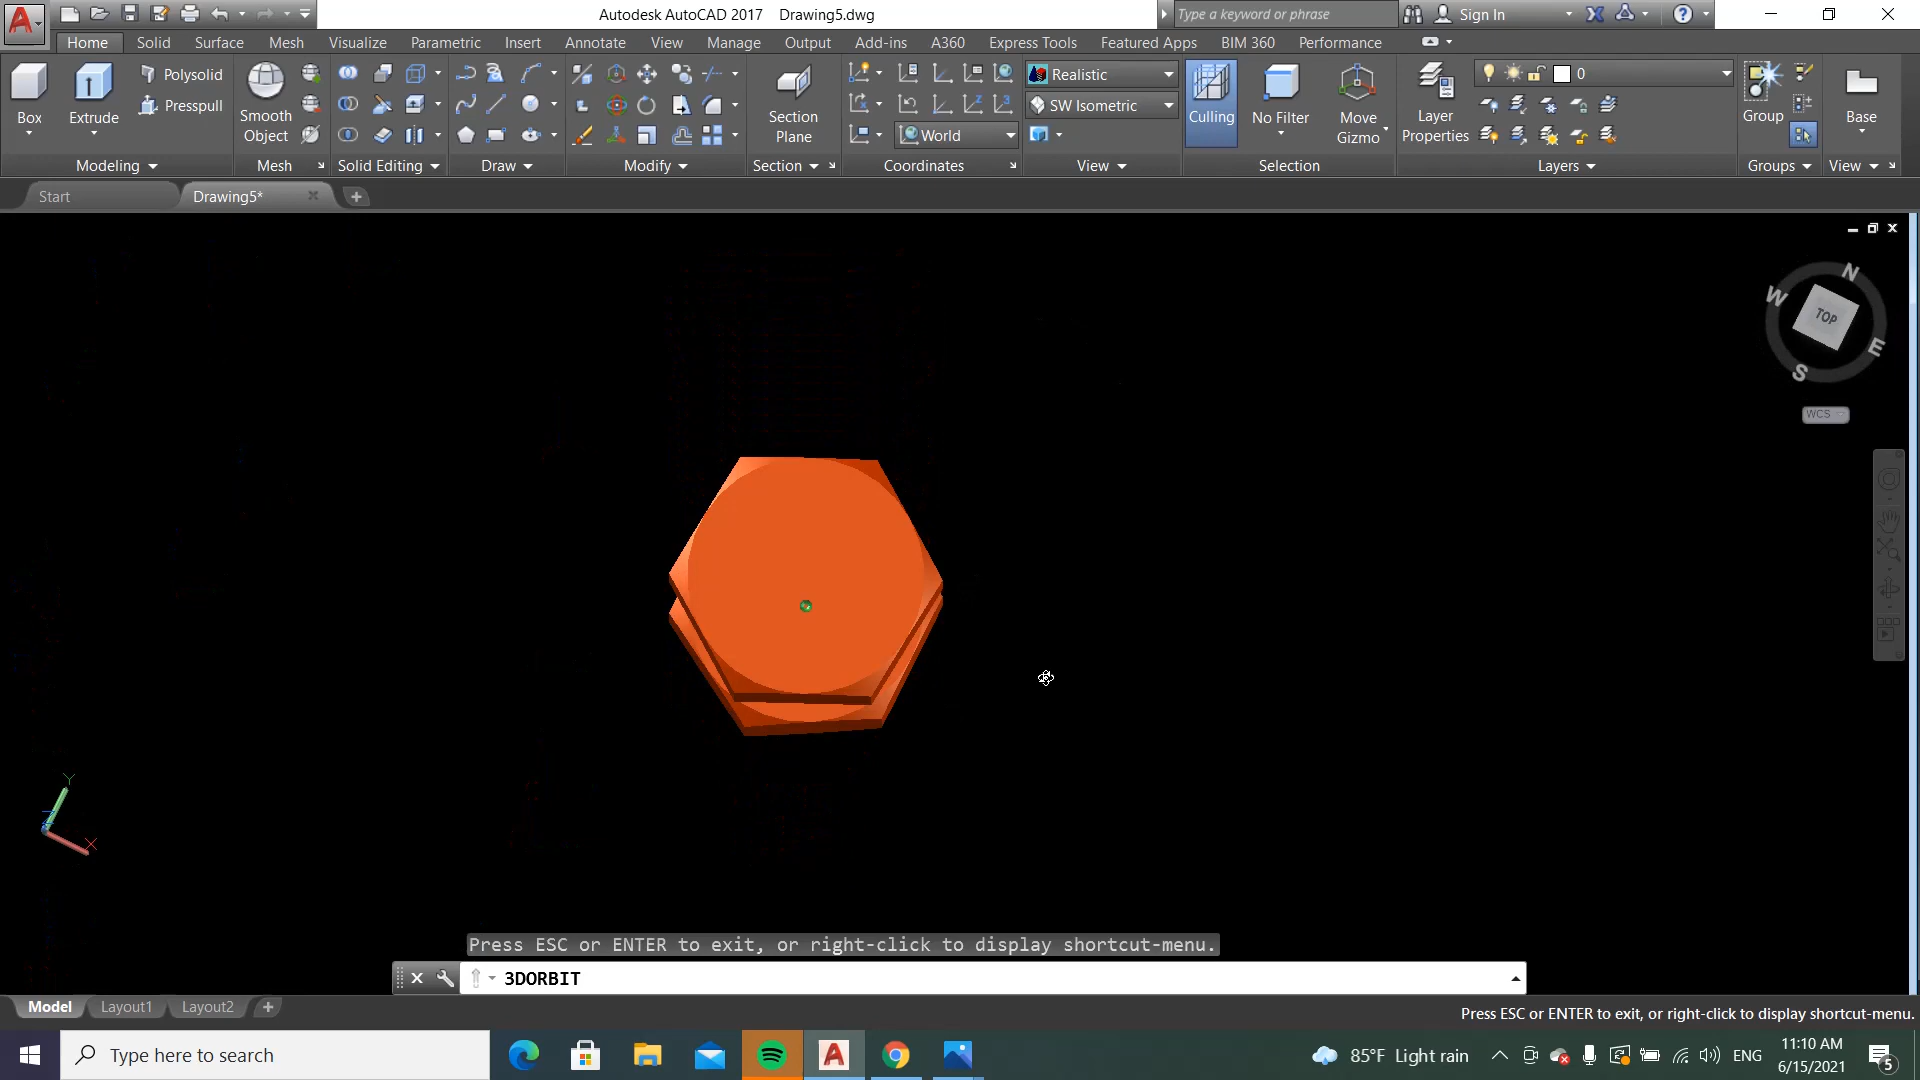 Autodesk AutoCAD 2017 Drawing5.dwg
Type a keyword or phrase
Sign In
Home Solid Surface Mesh Visualize Parametric Insert Annotate View Manage Output Add-ins A360 Express Tools Featured Apps BIM 360 Performance
Box
Extrude
Polysolid
Presspull
Modeling
Smooth
Object
Mesh
Solid Editing
Draw
Modify
Section
Plane
Section
World
Coordinates
Realistic
SW Isometric
View
Culling
No Filter
Move
Gizmo
Selection
Layer
Properties
0
Layers
Group
Groups
Base
View
Start
Drawing5*
N
W
TOP
E
S
WCS
Y
X
Press ESC or ENTER to exit, or right-click to display shortcut-menu.
3DORBIT
Model Layout1 Layout2
Press ESC or ENTER to exit, or right-click to display shortcut-menu.
Type here to search
85°F Light rain
ENG
11:10 AM
6/15/2021
5